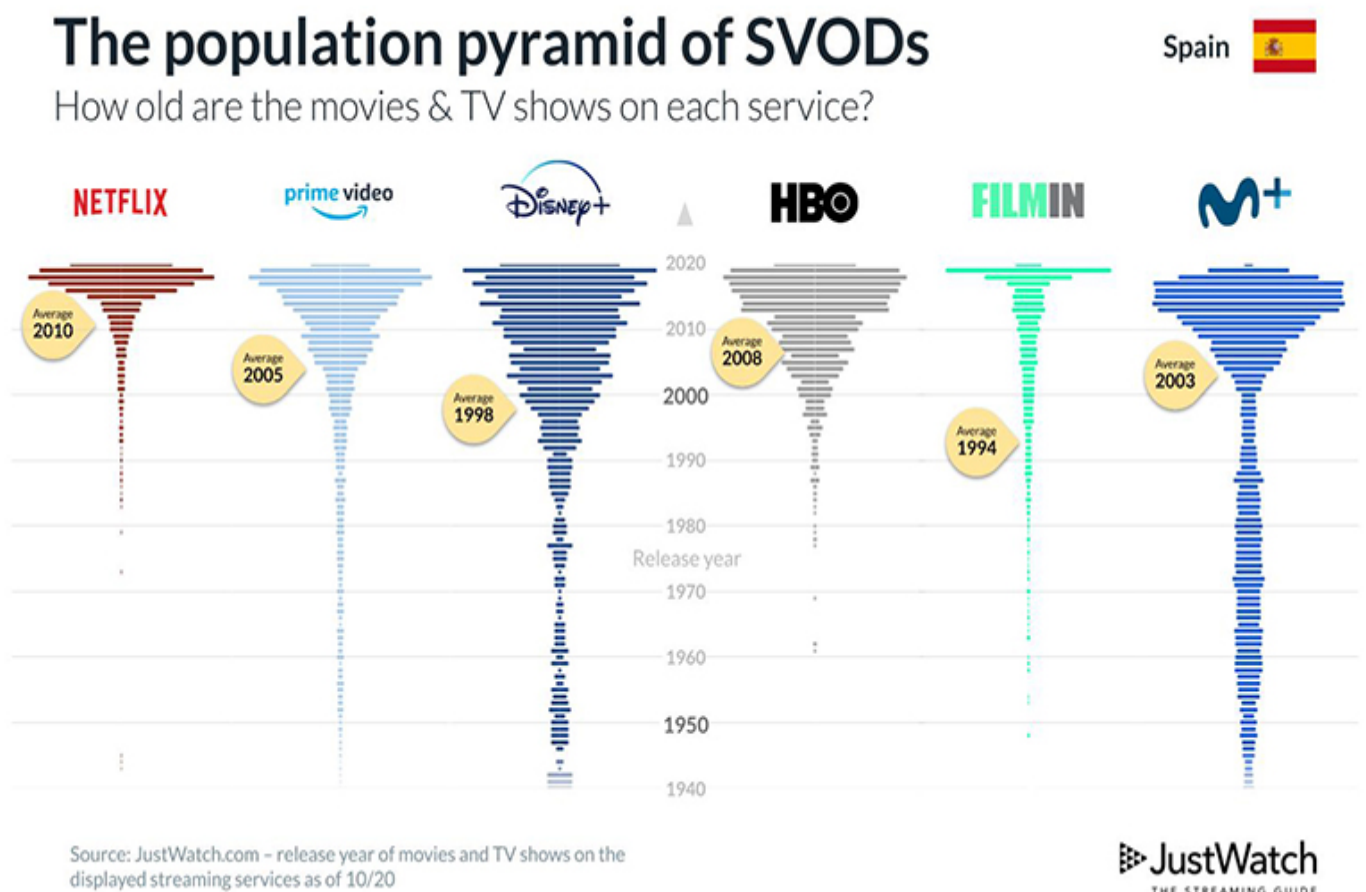 The population pyramid of SVODs
Spain
How old are the movies & TV shows on each service?
NETFLIX
prime video
Disney+
HBO
FILMIN
M+
2020
Average
2010
2010
Average
2005
Average
1998
Average
2008
Average
2003
2000
Average
1994
1990
1980
Release year
1970
1960
1950
1940
Source: JustWatch.com – release year of movies and TV shows on the
displayed streaming services as of 10/20
JustWatch
THE STREAMING GUIDE